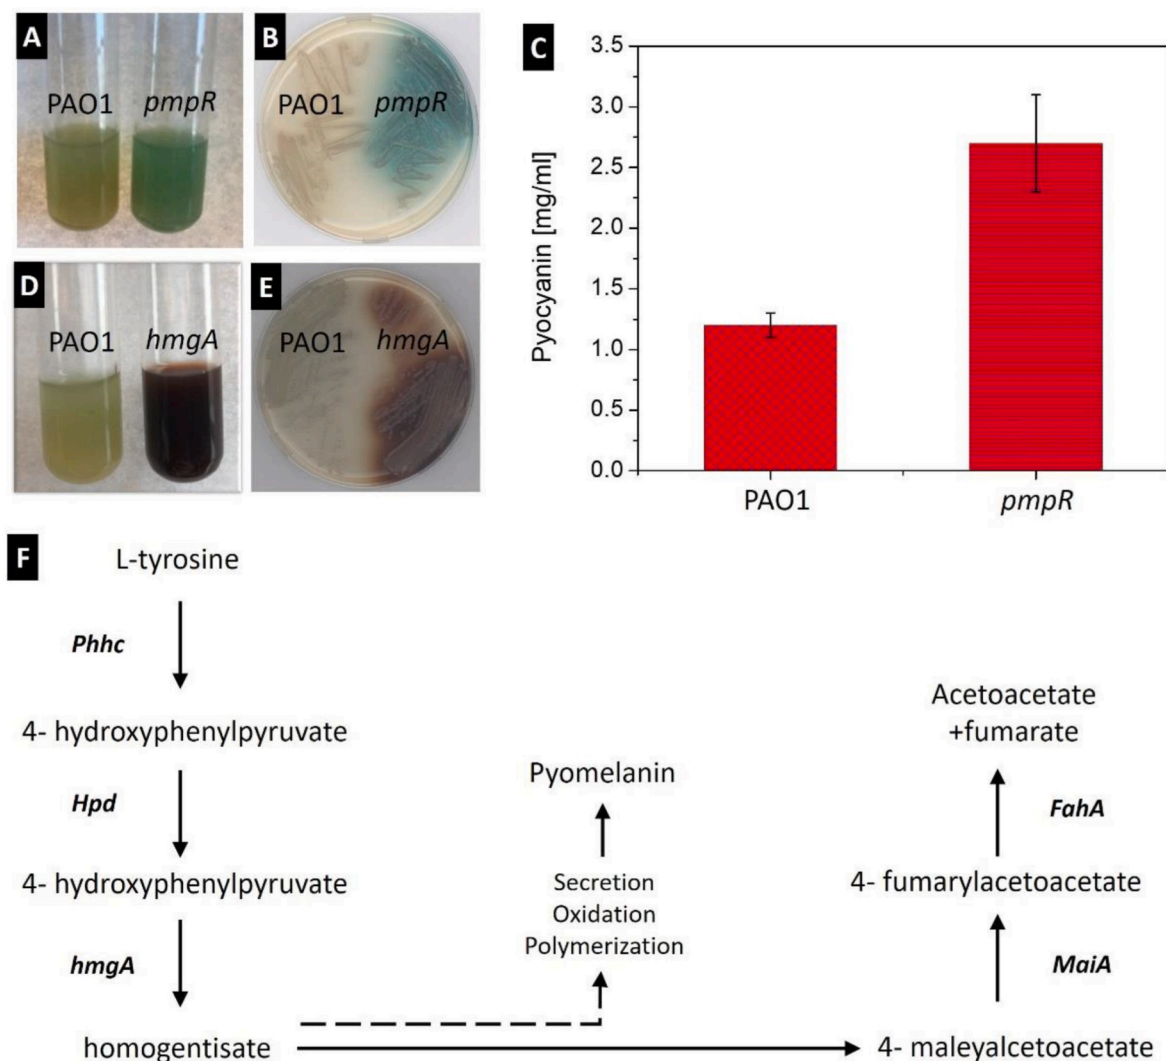 A
PAO1 pmpR
B
PAO1 pmpR
C
Pyocyanin [mg/ml]
3.5
3.0
2.5
2.0
1.5
1.0
0.5
0.0
PAO1 pmpR
D
PAO1 hmgA
E
PAO1 hmgA
F
L-tyrosine
Phhc
4- hydroxyphenylpyruvate
Hpd
4- hydroxyphenylpyruvate
hmgA
homogentisate
Pyomelanin
Secretion
Oxidation
Polymerization
Acetoacetate
+fumarate
FahA
4- fumarylacetoacetate
MaiA
4- maleyalcetoacetate